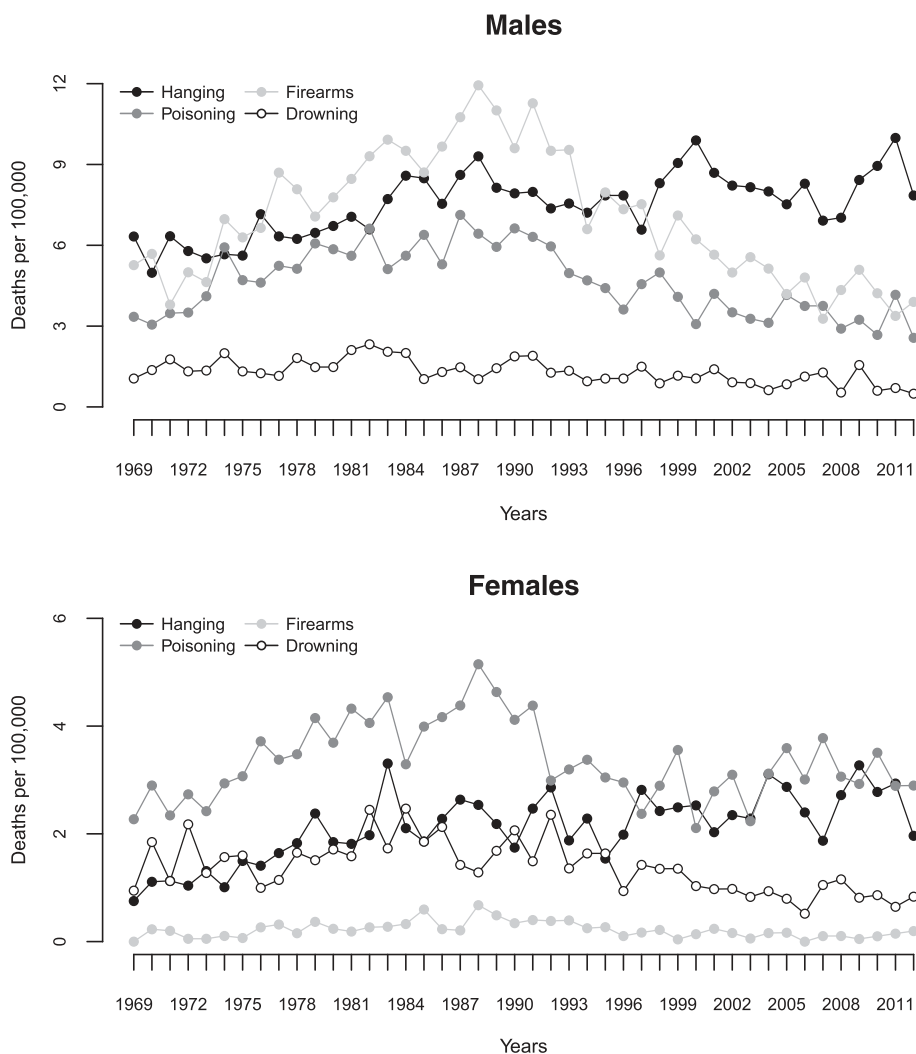 Males
Deaths per 100,000
12
9
6
3
0
Hanging Firearms
Poisoning Drowning
1969 1972 1975 1978 1981 1984 1987 1990 1993 1996 1999 2002 2005 2008 2011
Years
Females
Deaths per 100,000
6
4
2
0
Hanging Firearms
Poisoning Drowning
1969 1972 1975 1978 1981 1984 1987 1990 1993 1996 1999 2002 2005 2008 2011
Years